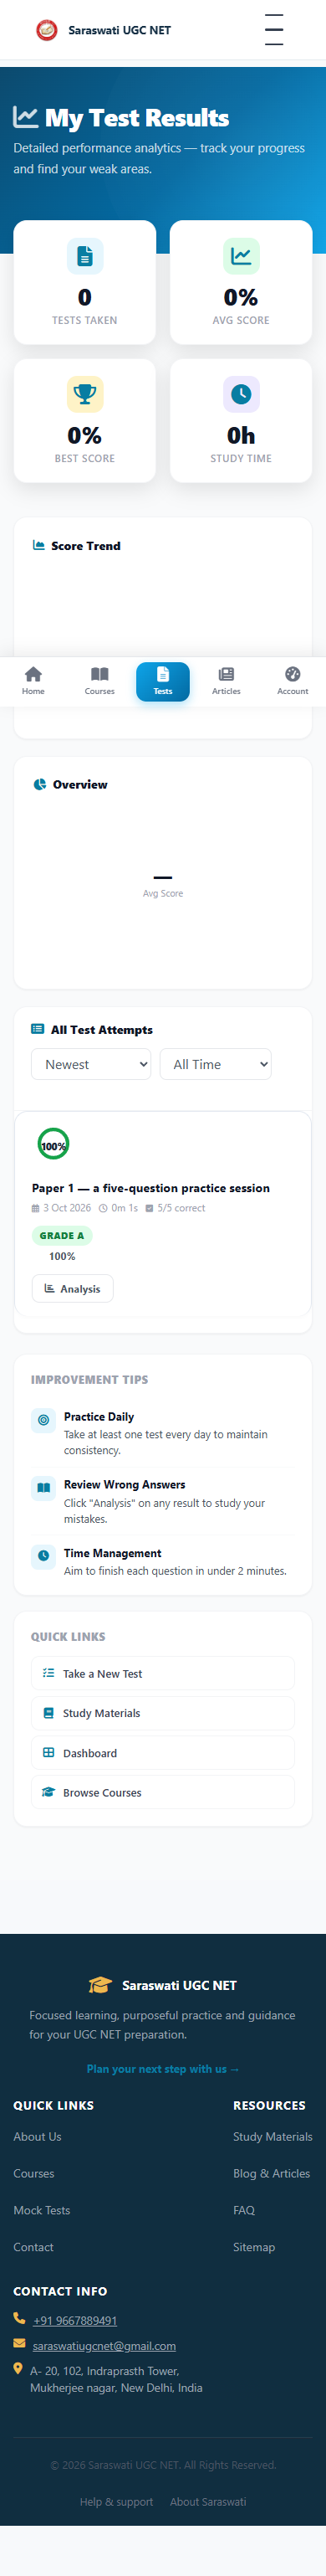 Saraswati UGC NET
My Test Results
Detailed performance analytics — track your progress
and find your weak areas.
0
TESTS TAKEN
0%
AVG SCORE
0%
BEST SCORE
0h
STUDY TIME
Score Trend
Home
Courses
Tests
Articles
Account
Overview
—
Avg Score
All Test Attempts
Newest
All Time
100%
Paper 1 — a five-question practice session
3 Oct 2026 0m 1s 5/5 correct
GRADE A
100%
Analysis
IMPROVEMENT TIPS
Practice Daily
Take at least one test every day to maintain
consistency.
Review Wrong Answers
Click "Analysis" on any result to study your
mistakes.
Time Management
Aim to finish each question in under 2 minutes.
QUICK LINKS
Take a New Test
Study Materials
Dashboard
Browse Courses
Saraswati UGC NET
Focused learning, purposeful practice and guidance
for your UGC NET preparation.
Plan your next step with us →
QUICK LINKS
About Us
Courses
Mock Tests
Contact
RESOURCES
Study Materials
Blog & Articles
FAQ
Sitemap
CONTACT INFO
+91 9667889491
saraswatiugcnet@gmail.com
A- 20, 102, Indraprasth Tower,
Mukherjee nagar, New Delhi, India
© 2026 Saraswati UGC NET. All Rights Reserved.
Help & support About Saraswati